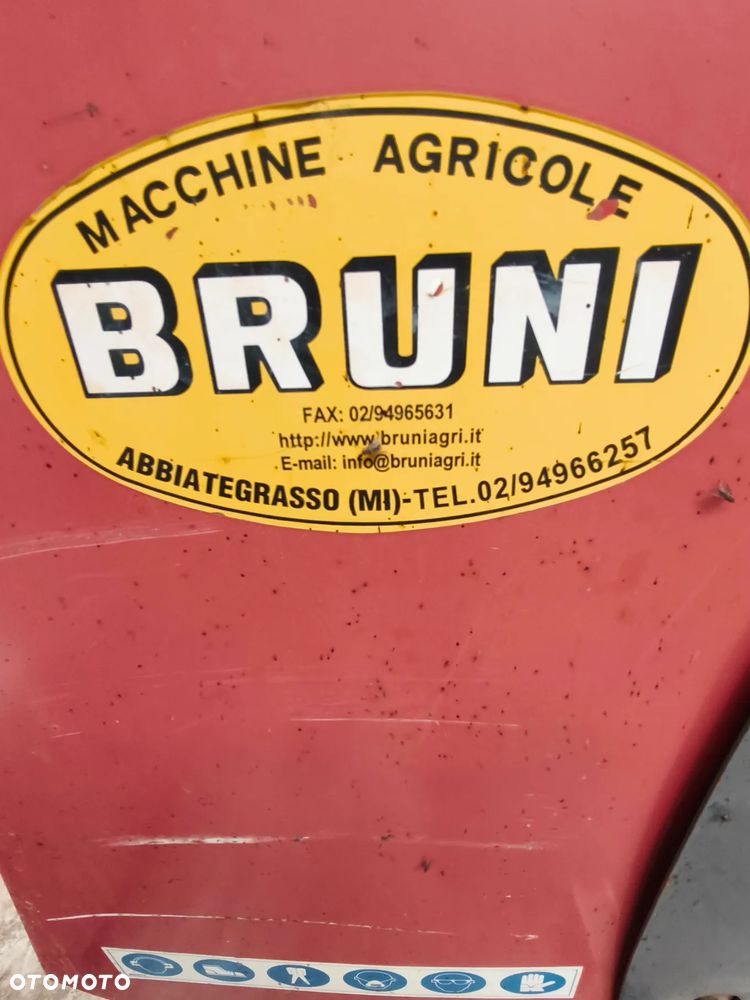 MACCHINE AGRICOLE
BRUNI
FAX: 02/94965631
http://www.bruniagri.it
E-mail: info@bruniagri.it
ABBIATEGRASSO (MI)-TEL.02/94966257
OTOMOTO